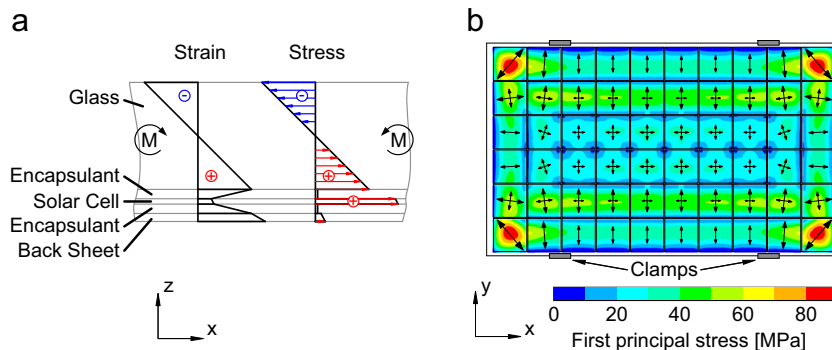 a
Strain
Stress
Glass
M
M
Encapsulant
Solar Cell
Encapsulant
Back Sheet
z
x
b
Clamps
y
x
0
20
40
60
80
First principal stress [MPa]